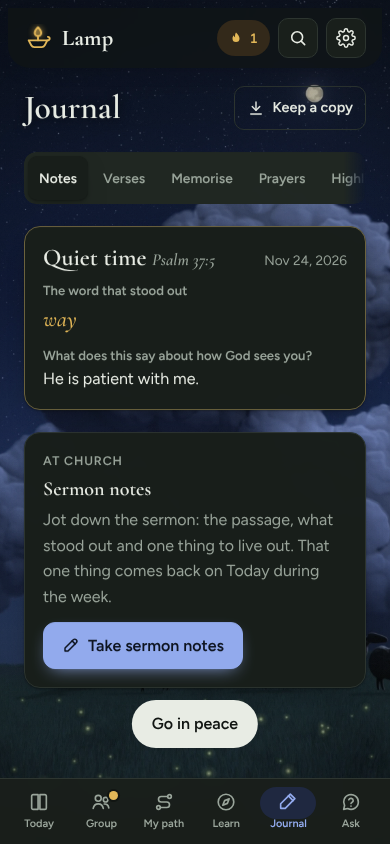 Lamp
1
Journal
Keep a copy
Notes Verses Memorise Prayers High
Quiet time Psalm 37:5 Nov 24, 2026
The word that stood out
way
What does this say about how God sees you?
He is patient with me.
AT CHURCH
Sermon notes
Jot down the sermon: the passage, what
stood out and one thing to live out. That
one thing comes back on Today during
the week.
Take sermon notes
Go in peace
Today Group My path Learn Journal Ask